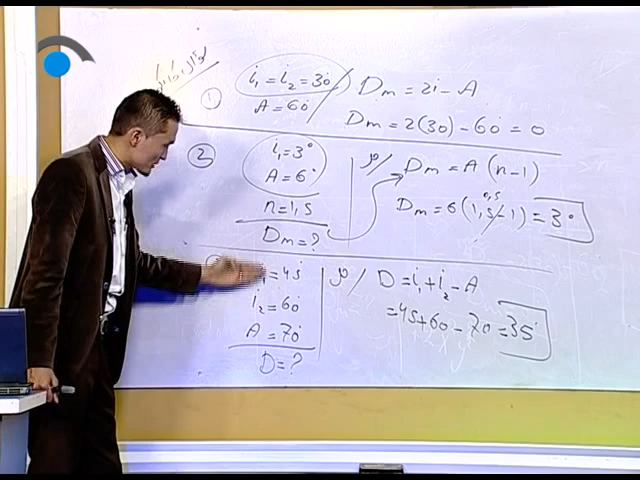 1
i₁ = i₂ = 30°
A = 60°
Dm = 2i − A
Dm = 2(30) − 60 = 0
2
i₁ = 3°
A = 6°
n = 1,5
Dm = ?
Dm = A (n−1)
0,5
Dm = 6 (1,5 − 1) = 3°
i₁ = 45°
i₂ = 60°
A = 70°
D = ?
D = i₁ + i₂ − A
= 45 + 60 − 70 = 35°